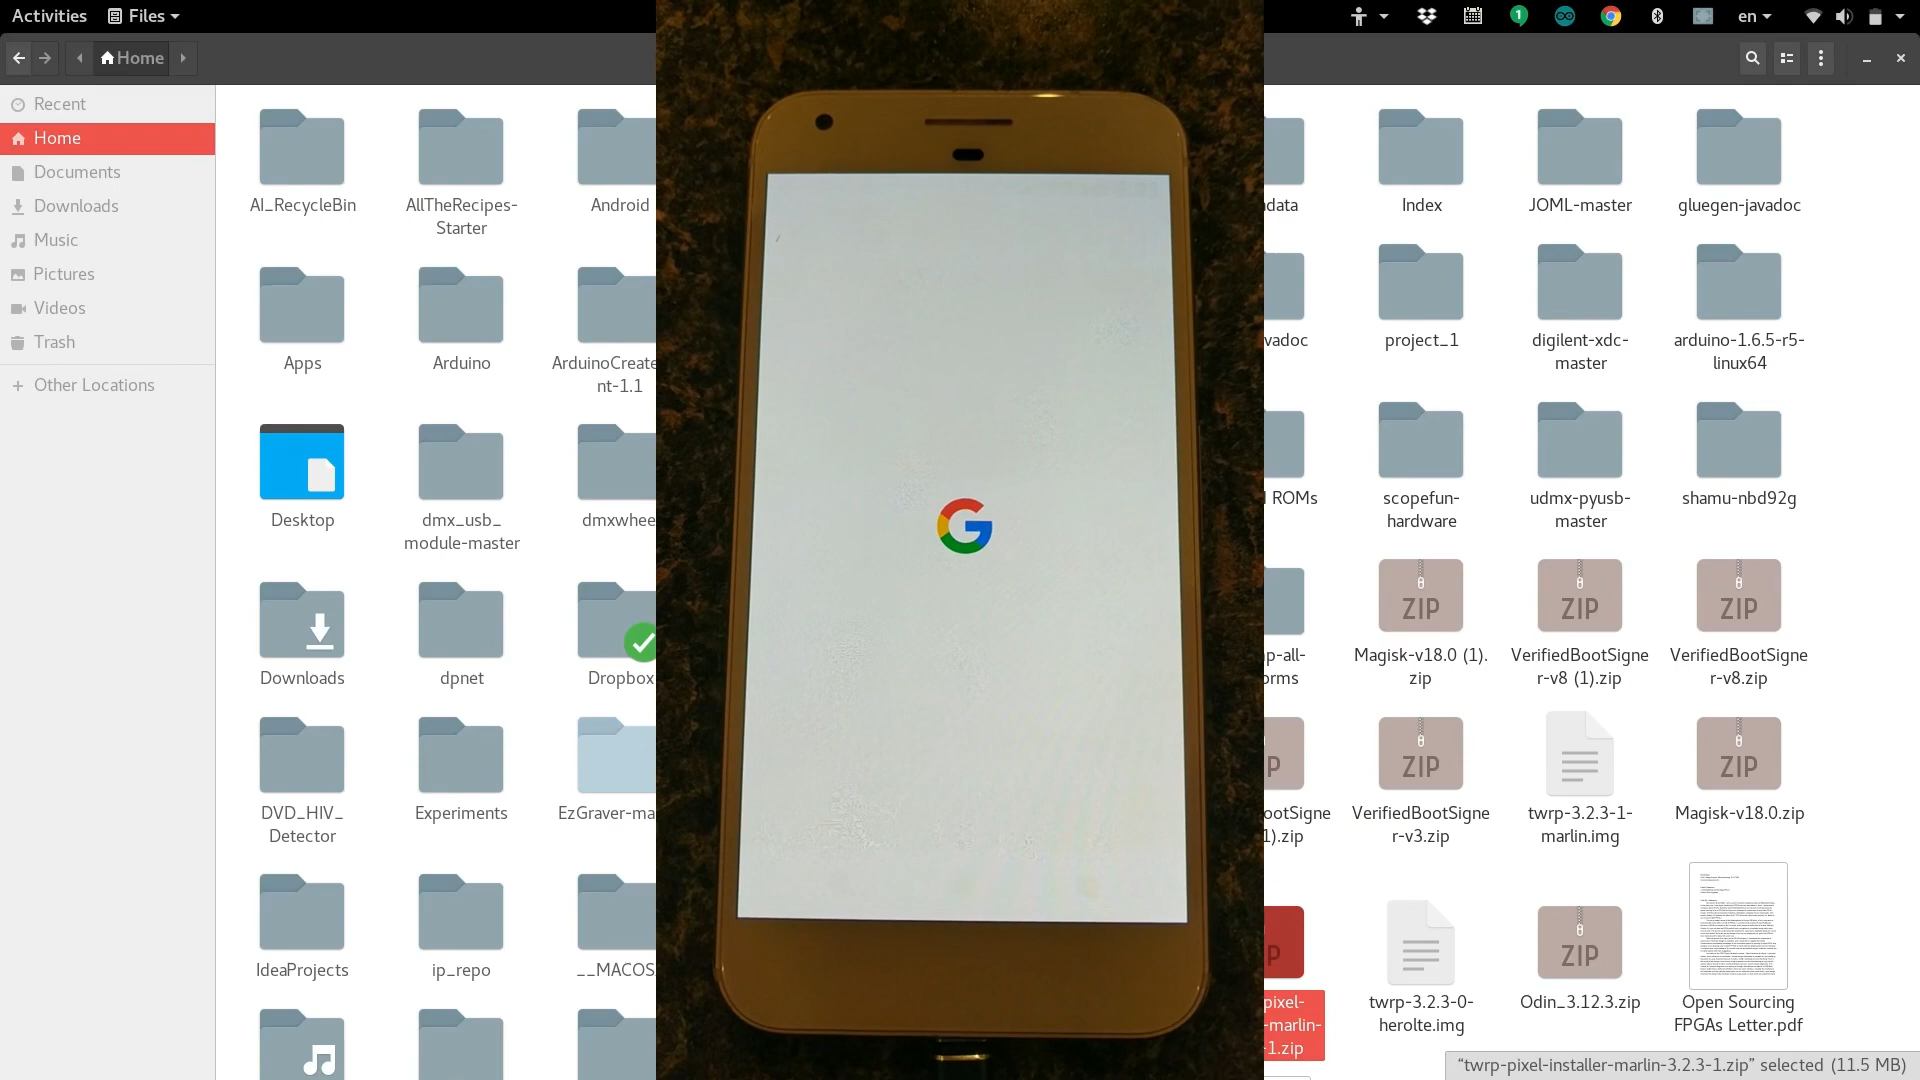 Activities
Files
1
en
Home
Recent
Home
Documents
Downloads
Music
Pictures
Videos
Trash
Other Locations
AI_RecycleBin
AllTheRecipes-
Starter
Android
Index
JOML-master
gluegen-javadoc
Apps
Arduino
ArduinoCreate
nt-1.1
project_1
digilent-xdc-
master
arduino-1.6.5-r5-
linux64
Desktop
dmx_usb_
module-master
dmxwhee
ROMs
scopefun-
hardware
udmx-pyusb-
master
shamu-nbd92g
ZIP
ZIP
ZIP
Downloads
dpnet
Dropbox
p-all-
orms
Magisk-v18.0 (1).
zip
VerifiedBootSigne
r-v8 (1).zip
VerifiedBootSigne
r-v8.zip
P
ZIP
ZIP
DVD_HIV_
Detector
Experiments
EzGraver-ma
ootSigne
1).zip
VerifiedBootSigne
r-v3.zip
twrp-3.2.3-1-
marlin.img
Magisk-v18.0.zip
P
ZIP
IdeaProjects
ip_repo
__MACOS
pixel-
-marlin-
-1.zip
twrp-3.2.3-0-
herolte.img
Odin_3.12.3.zip
Open Sourcing
FPGAs Letter.pdf
"twrp-pixel-installer-marlin-3.2.3-1.zip" selected (11.5 MB)